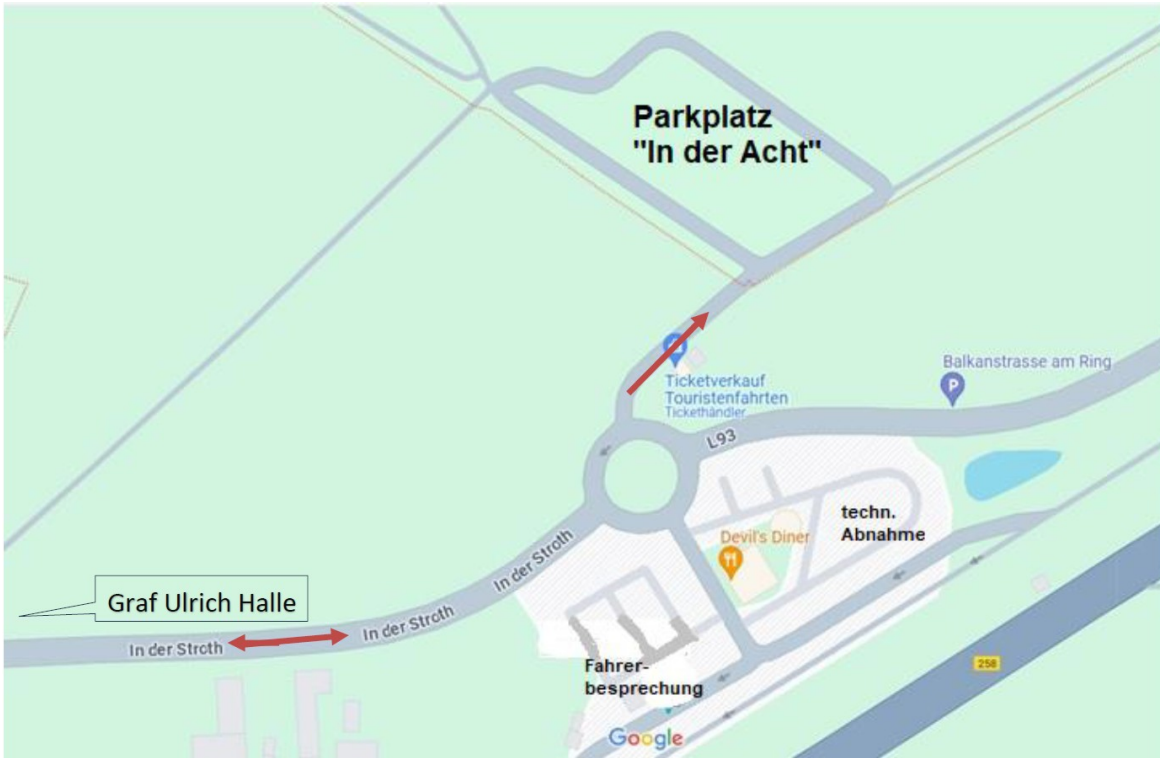 Parkplatz
"In der Acht"
Ticketverkauf
Touristenfahrten
Tickethändler
Balkanstrasse am Ring
P
L93
techn.
Abnahme
Devil's Diner
In der Stroth
In der Stroth
In der Stroth
Graf Ulrich Halle
Fahrer-
besprechung
258
Google